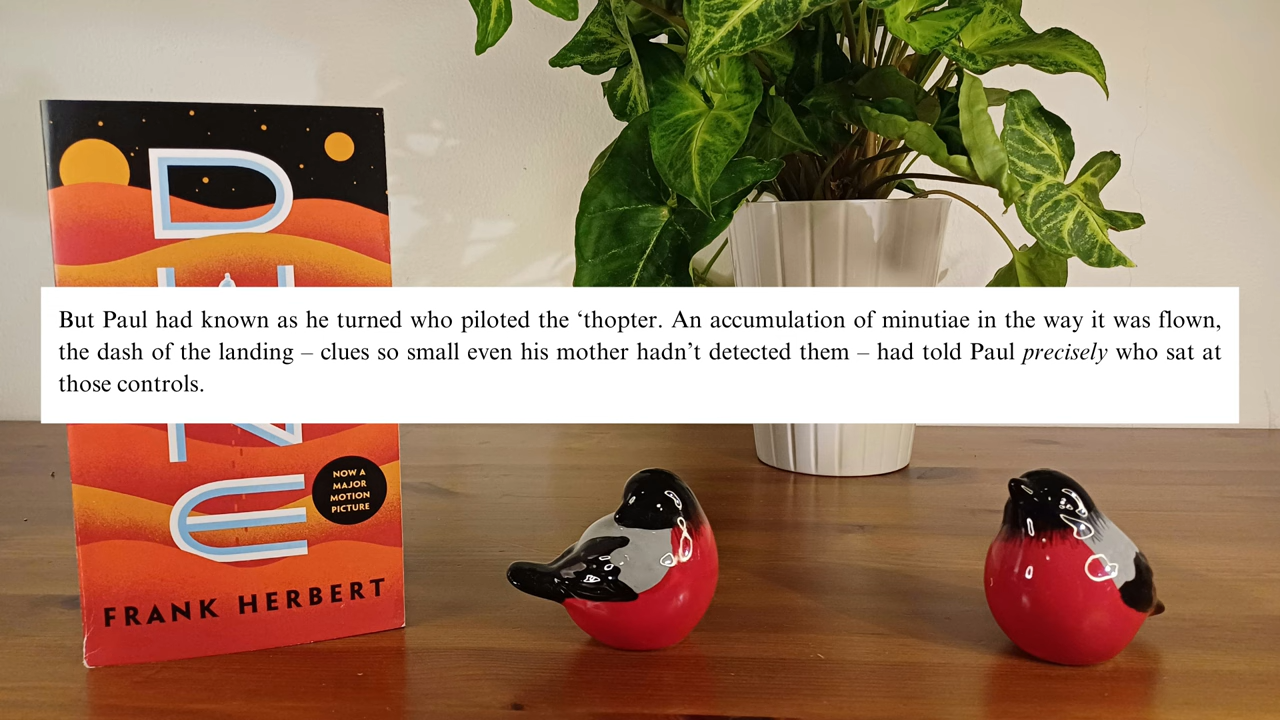 DUNE
But Paul had known as he turned who piloted the ‘thopter. An accumulation of minutiae in the way it was flown,
the dash of the landing – clues so small even his mother hadn’t detected them – had told Paul precisely who sat at
those controls.
NOW A
MAJOR
MOTION
PICTURE
FRANK HERBERT